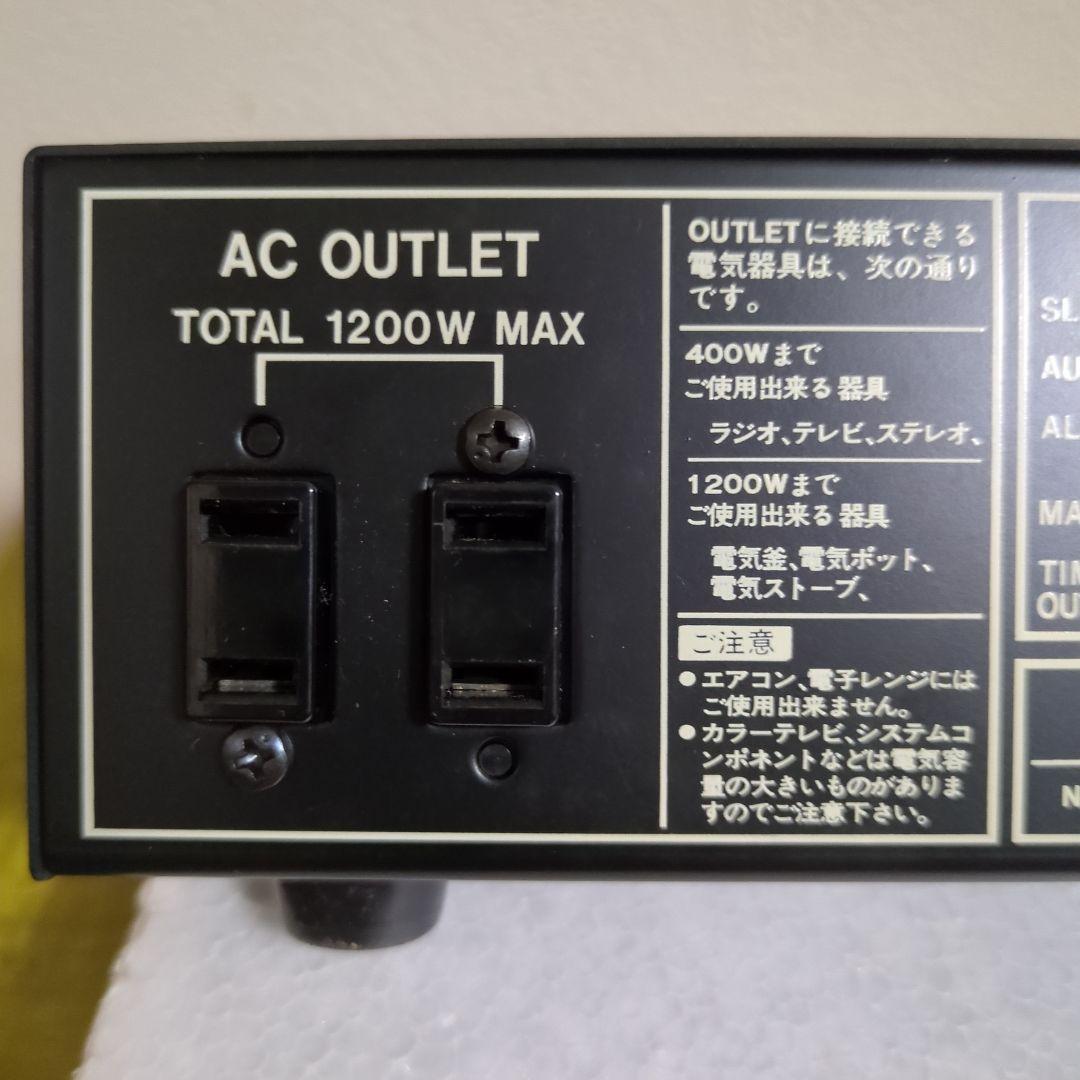 AC OUTLET
TOTAL 1200W MAX
OUTLETに接続できる
電気器具は、次の通り
です。
400Wまで
ご使用出来る器具
ラジオ、テレビ、ステレオ、
1200Wまで
ご使用出来る器具
電気釜、電気ポット、
電気ストーブ、
ご注意
●エアコン、電子レンジには
ご使用出来ません。
●カラーテレビ、システムコ
ンポネントなどは電気容
量の大きいものがありま
すのでご注意下さい。
SL
AU
AL
MA
TIM
OU
N